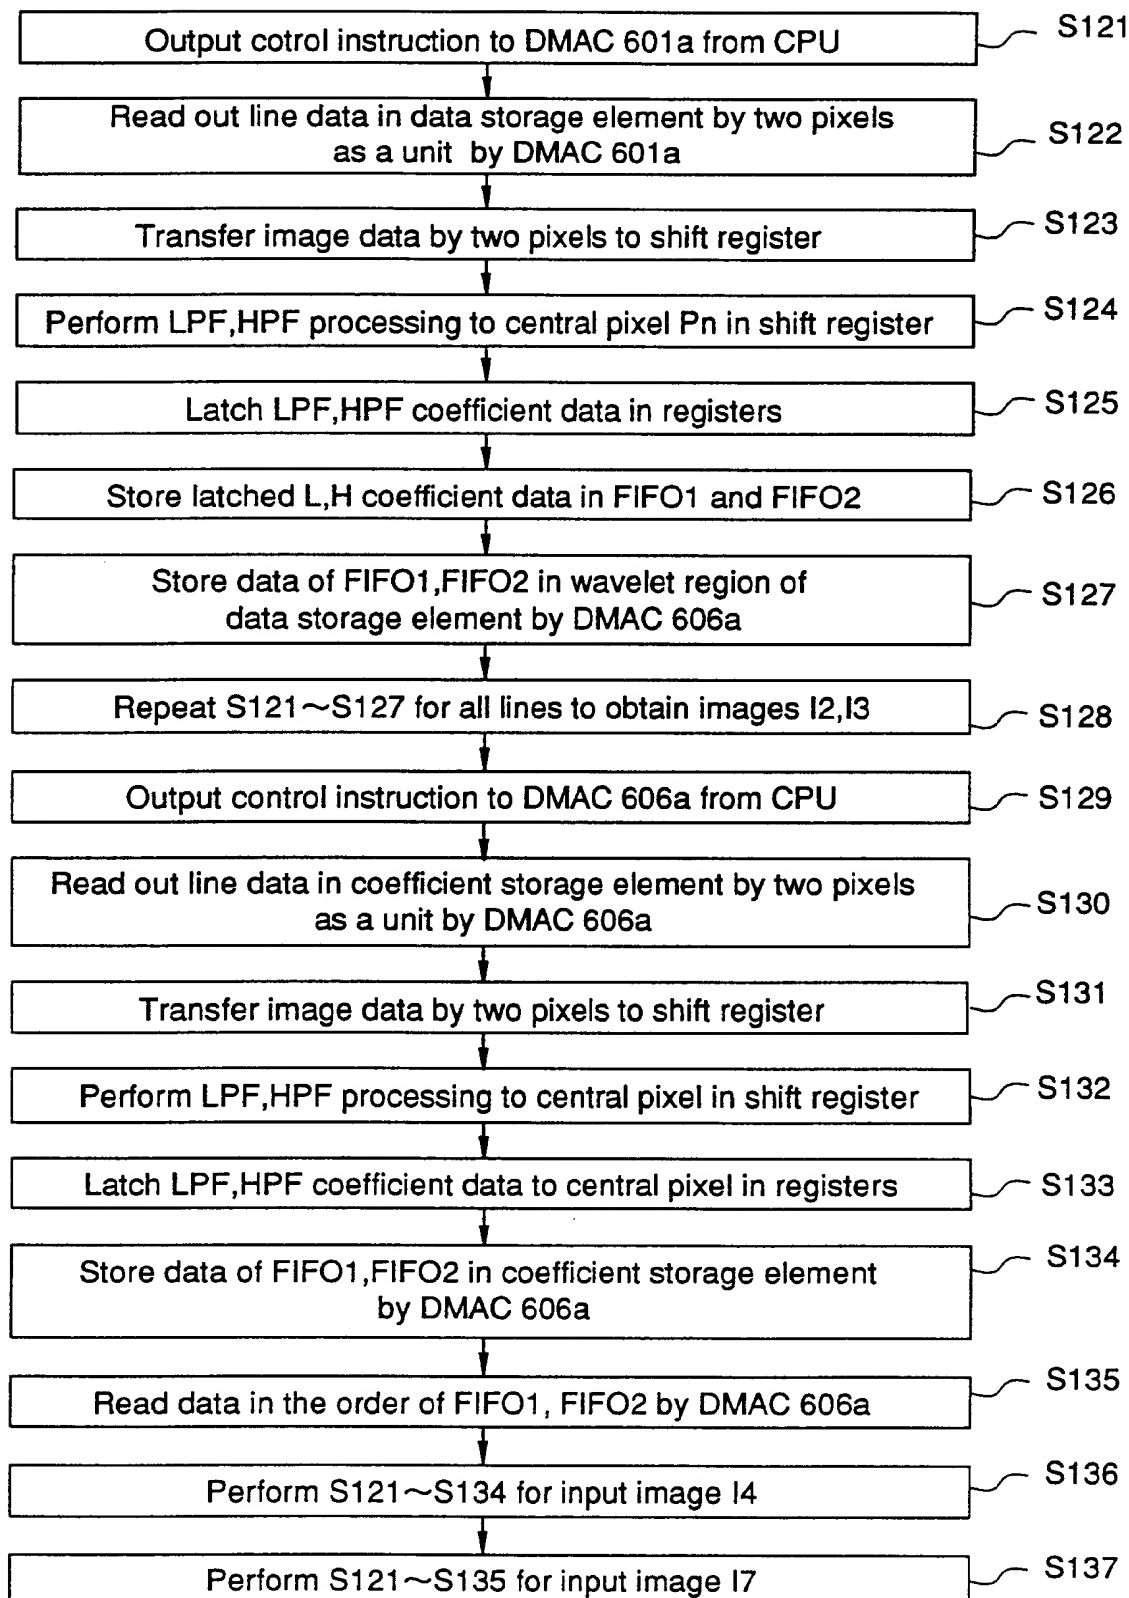 Output cotrol instruction to DMAC 601a from CPU
S121
Read out line data in data storage element by two pixels
as a unit by DMAC 601a
S122
Transfer image data by two pixels to shift register
S123
Perform LPF,HPF processing to central pixel Pn in shift register
S124
Latch LPF,HPF coefficient data in registers
S125
Store latched L,H coefficient data in FIFO1 and FIFO2
S126
Store data of FIFO1,FIFO2 in wavelet region of
data storage element by DMAC 606a
S127
Repeat S121~S127 for all lines to obtain images I2,I3
S128
Output control instruction to DMAC 606a from CPU
S129
Read out line data in coefficient storage element by two pixels
as a unit by DMAC 606a
S130
Transfer image data by two pixels to shift register
S131
Perform LPF,HPF processing to central pixel in shift register
S132
Latch LPF,HPF coefficient data to central pixel in registers
S133
Store data of FIFO1,FIFO2 in coefficient storage element
by DMAC 606a
S134
Read data in the order of FIFO1, FIFO2 by DMAC 606a
S135
Perform S121~S134 for input image I4
S136
Perform S121~S135 for input image I7
S137